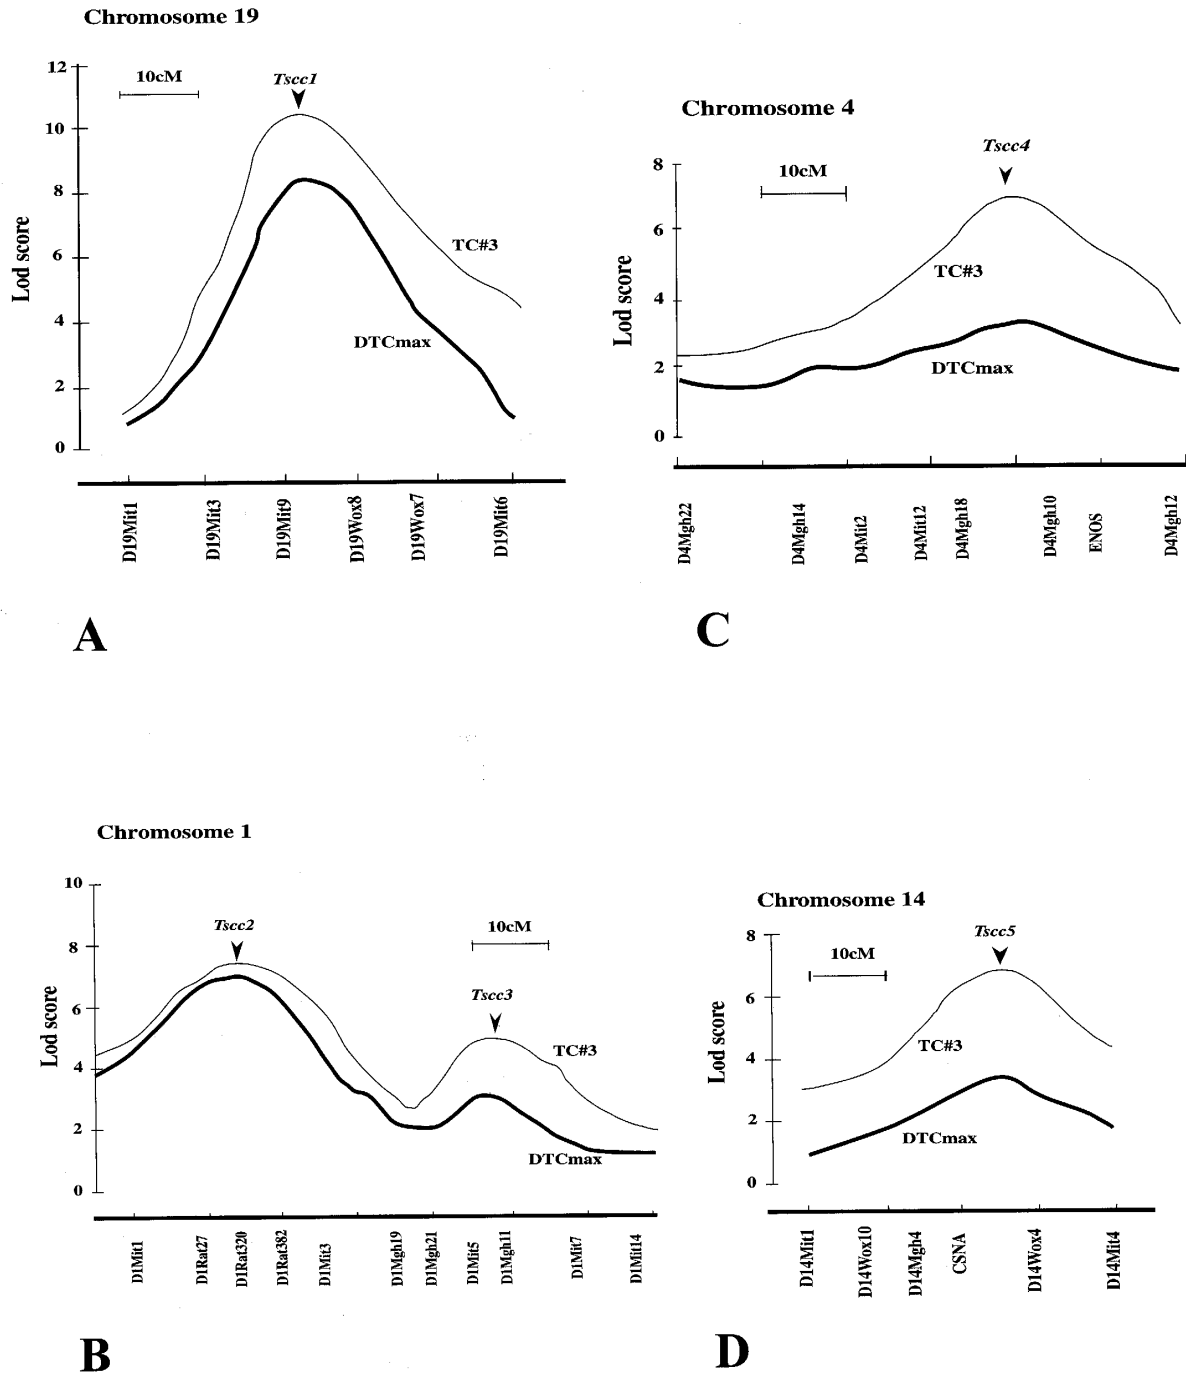 Chromosome 19
12
10cM
Tscc1
10
8
6
4
2
0
Lod score
TC#3
DTCmax
D19Mit1
D19Mit3
D19Mit9
D19Wox8
D19Wox7
D19Mit6
A
Chromosome 4
8
10cM
Tscc4
6
4
2
0
Lod score
TC#3
DTCmax
D4Mgh22
D4Mgh14
D4Mit2
D4Mit12
D4Mgh18
D4Mgh10
ENOS
D4Mgh12
C
Chromosome 1
10
8
6
4
2
0
Lod score
Tscc2
10cM
Tscc3
TC#3
DTCmax
D1Mit1
D1Rat27
D1Rat320
D1Rat382
D1Mit3
D1Mgh19
D1Mgh21
D1Mit5
D1Mgh11
D1Mit7
D1Mit14
B
Chromosome 14
8
10cM
Tscc5
6
4
2
0
Lod score
TC#3
DTCmax
D14Mit1
D14Wox10
D14Mgh4
CSNA
D14Wox4
D14Mit4
D